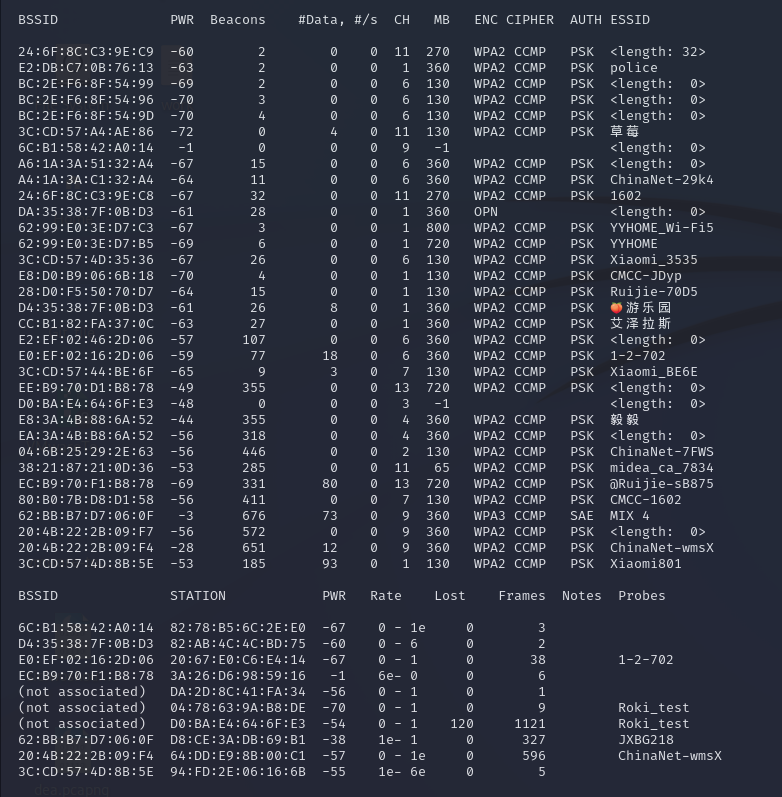 BSSID PWR Beacons #Data, #/s CH MB ENC CIPHER AUTH ESSID
24:6F:8C:C3:9E:C9 -60 2 0 0 11 270 WPA2 CCMP PSK <length: 32>
E2:DB:C7:0B:76:13 -63 2 0 0 1 360 WPA2 CCMP PSK police
BC:2E:F6:8F:54:99 -69 2 0 0 6 130 WPA2 CCMP PSK <length: 0>
BC:2E:F6:8F:54:96 -70 3 0 0 6 130 WPA2 CCMP PSK <length: 0>
BC:2E:F6:8F:54:9D -70 4 0 0 6 130 WPA2 CCMP PSK <length: 0>
3C:CD:57:A4:AE:86 -72 0 4 0 11 130 WPA2 CCMP PSK 草莓
6C:B1:58:42:A0:14 -1 0 0 0 9 -1 <length: 0>
A6:1A:3A:51:32:A4 -67 15 0 0 6 360 WPA2 CCMP PSK <length: 0>
A4:1A:3A:C1:32:A4 -64 11 0 0 6 360 WPA2 CCMP PSK ChinaNet-29k4
24:6F:8C:C3:9E:C8 -67 32 0 0 11 270 WPA2 CCMP PSK 1602
DA:35:38:7F:0B:D3 -61 28 0 0 1 360 OPN <length: 0>
62:99:E0:3E:D7:C3 -67 3 0 0 1 800 WPA2 CCMP PSK YYHOME_Wi-Fi5
62:99:E0:3E:D7:B5 -69 6 0 0 1 720 WPA2 CCMP PSK YYHOME
3C:CD:57:4D:35:36 -67 26 0 0 6 130 WPA2 CCMP PSK Xiaomi_3535
E8:D0:B9:06:6B:18 -70 4 0 0 1 130 WPA2 CCMP PSK CMCC-JDyp
28:D0:F5:50:70:D7 -64 15 0 0 1 130 WPA2 CCMP PSK Ruijie-70D5
D4:35:38:7F:0B:D3 -61 26 8 0 1 360 WPA2 CCMP PSK 🍑游乐园
CC:B1:82:FA:37:0C -63 27 0 0 1 360 WPA2 CCMP PSK 艾泽拉斯
E2:EF:02:46:2D:06 -57 107 0 0 6 360 WPA2 CCMP PSK <length: 0>
E0:EF:02:16:2D:06 -59 77 18 0 6 360 WPA2 CCMP PSK 1-2-702
3C:CD:57:44:BE:6F -65 9 3 0 7 130 WPA2 CCMP PSK Xiaomi_BE6E
EE:B9:70:D1:B8:78 -49 355 0 0 13 720 WPA2 CCMP PSK <length: 0>
D0:BA:E4:64:6F:E3 -48 0 0 0 3 -1 <length: 0>
E8:3A:4B:88:6A:52 -44 355 0 0 4 360 WPA2 CCMP PSK 毅毅
EA:3A:4B:B8:6A:52 -56 318 0 0 4 360 WPA2 CCMP PSK <length: 0>
04:6B:25:29:2E:63 -56 446 0 0 2 130 WPA2 CCMP PSK ChinaNet-7FWS
38:21:87:21:0D:36 -53 285 0 0 11 65 WPA2 CCMP PSK midea_ca_7834
EC:B9:70:F1:B8:78 -69 331 80 0 13 720 WPA2 CCMP PSK @Ruijie-sB875
80:B0:7B:D8:D1:58 -56 411 0 0 7 130 WPA2 CCMP PSK CMCC-1602
62:BB:B7:D7:06:0F -3 676 73 0 9 360 WPA3 CCMP SAE MIX 4
20:4B:22:2B:09:F7 -56 572 0 0 9 360 WPA2 CCMP PSK <length: 0>
20:4B:22:2B:09:F4 -28 651 12 0 9 360 WPA2 CCMP PSK ChinaNet-wmsX
3C:CD:57:4D:8B:5E -53 185 93 0 1 130 WPA2 CCMP PSK Xiaomi801
BSSID STATION PWR Rate Lost Frames Notes Probes
6C:B1:58:42:A0:14 82:78:B5:6C:2E:E0 -67 0 - 1e 0 3
D4:35:38:7F:0B:D3 82:AB:4C:4C:BD:75 -60 0 - 6 0 2
E0:EF:02:16:2D:06 20:67:E0:C6:E4:14 -67 0 - 1 0 38 1-2-702
EC:B9:70:F1:B8:78 3A:26:D6:98:59:16 -1 6e- 0 0 6
(not associated) DA:2D:8C:41:FA:34 -56 0 - 1 0 1
(not associated) 04:78:63:9A:B8:DE -70 0 - 1 0 9 Roki_test
(not associated) D0:BA:E4:64:6F:E3 -54 0 - 1 120 1121 Roki_test
62:BB:B7:D7:06:0F D8:CE:3A:DB:69:B1 -38 1e- 1 0 327 JXBG218
20:4B:22:2B:09:F4 64:DD:E9:8B:00:C1 -57 0 - 1e 0 596 ChinaNet-wmsX
3C:CD:57:4D:8B:5E 94:FD:2E:06:16:6B -55 1e- 6e 0 5